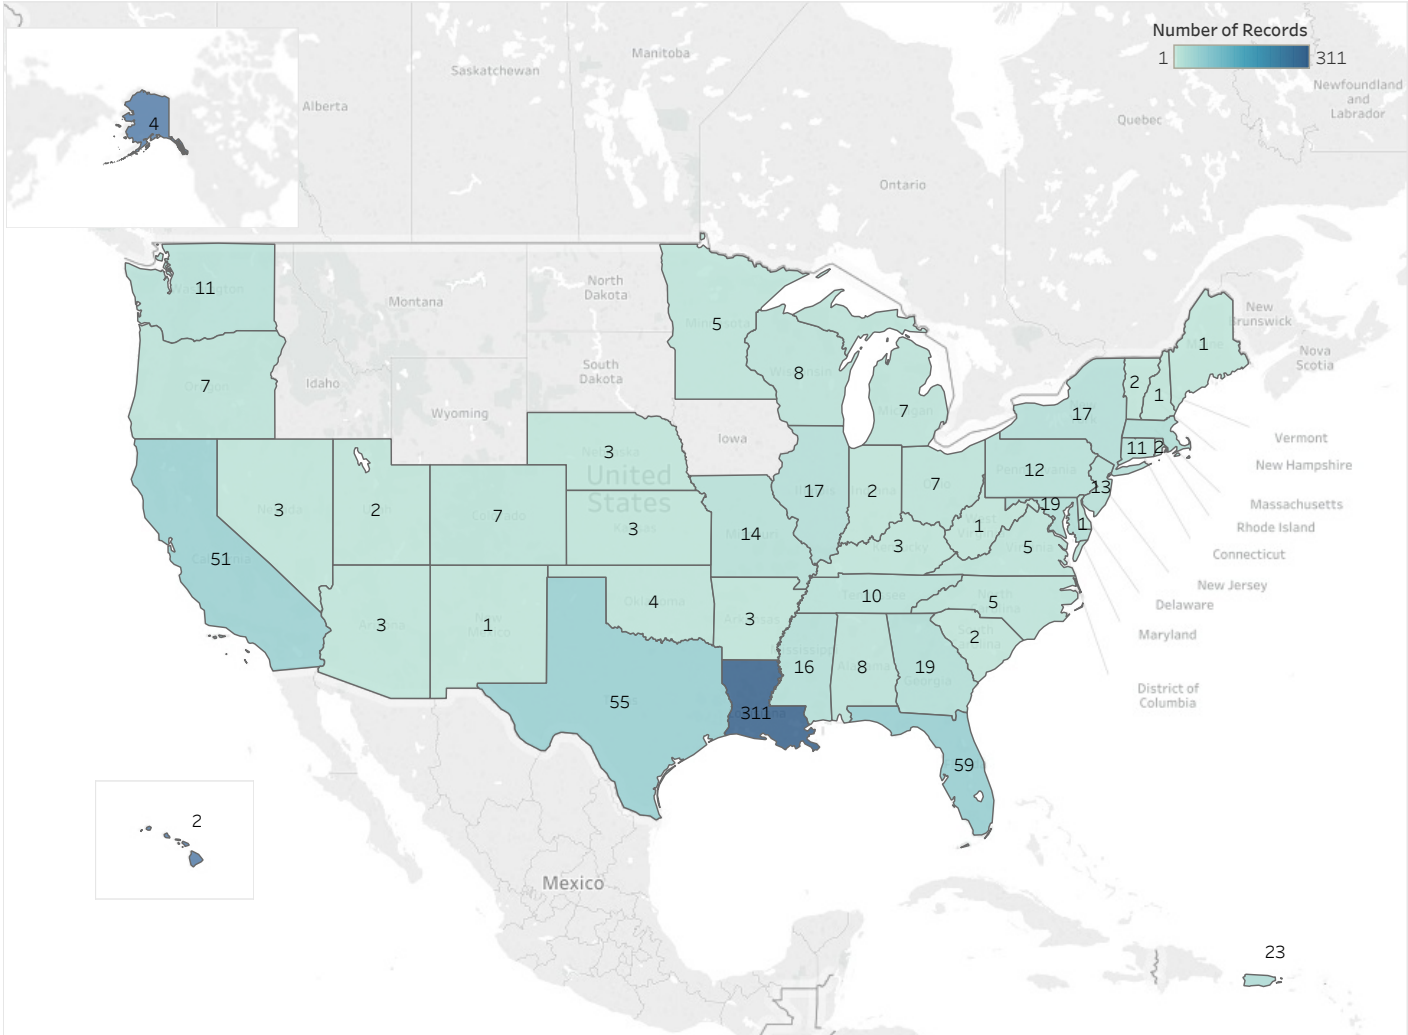 Number of Records
1
311
Manitoba
Saskatchewan
Alberta
Newfoundland
and
Labrador
Quebec
Ontario
4
11
Montana
North
Dakota
5
New
Brunswick
Nova
Scotia
1
7
Idaho
Wyoming
South
Dakota
8
7
2
1
17
Iowa
3
United
States
Vermont
New Hampshire
Massachusetts
Rhode Island
Connecticut
New Jersey
Delaware
Maryland
District of
Columbia
11
2
12
13
19
1
3
2
7
3
14
17
2
7
1
5
3
51
3
1
4
3
10
5
2
55
311
16
8
19
59
2
Mexico
23